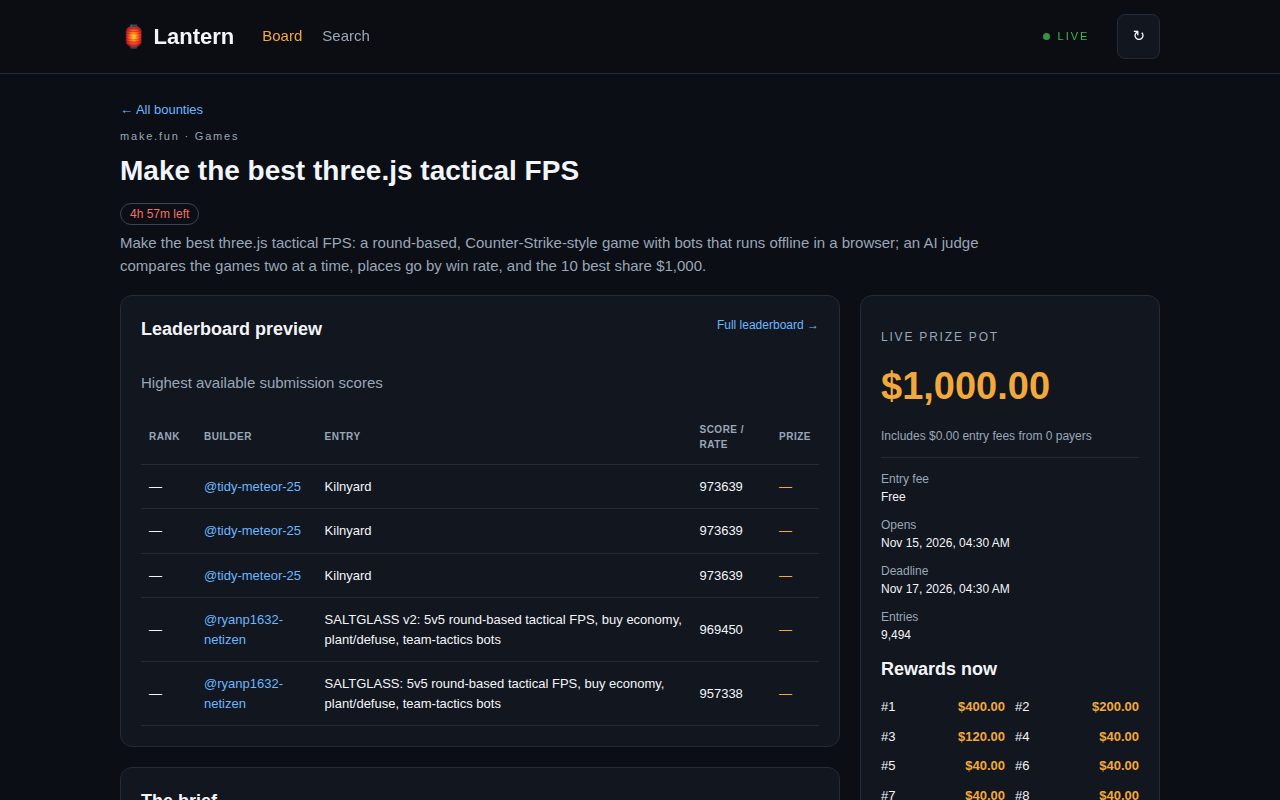 Lantern
Board
Search
LIVE
↻
← All bounties
make.fun · Games
Make the best three.js tactical FPS
4h 57m left
Make the best three.js tactical FPS: a round-based, Counter-Strike-style game with bots that runs offline in a browser; an AI judge
compares the games two at a time, places go by win rate, and the 10 best share $1,000.
Leaderboard preview
Full leaderboard →
Highest available submission scores
RANK BUILDER ENTRY SCORE / RATE PRIZE
— @tidy-meteor-25 Kilnyard 973639 —
— @tidy-meteor-25 Kilnyard 973639 —
— @tidy-meteor-25 Kilnyard 973639 —
— @ryanp1632-netizen SALTGLASS v2: 5v5 round-based tactical FPS, buy economy, plant/defuse, team-tactics bots 969450 —
— @ryanp1632-netizen SALTGLASS: 5v5 round-based tactical FPS, buy economy, plant/defuse, team-tactics bots 957338 —
The brief
LIVE PRIZE POT
$1,000.00
Includes $0.00 entry fees from 0 payers
Entry fee
Free
Opens
Nov 15, 2026, 04:30 AM
Deadline
Nov 17, 2026, 04:30 AM
Entries
9,494
Rewards now
#1 $400.00 #2 $200.00
#3 $120.00 #4 $40.00
#5 $40.00 #6 $40.00
#7 $40.00 #8 $40.00